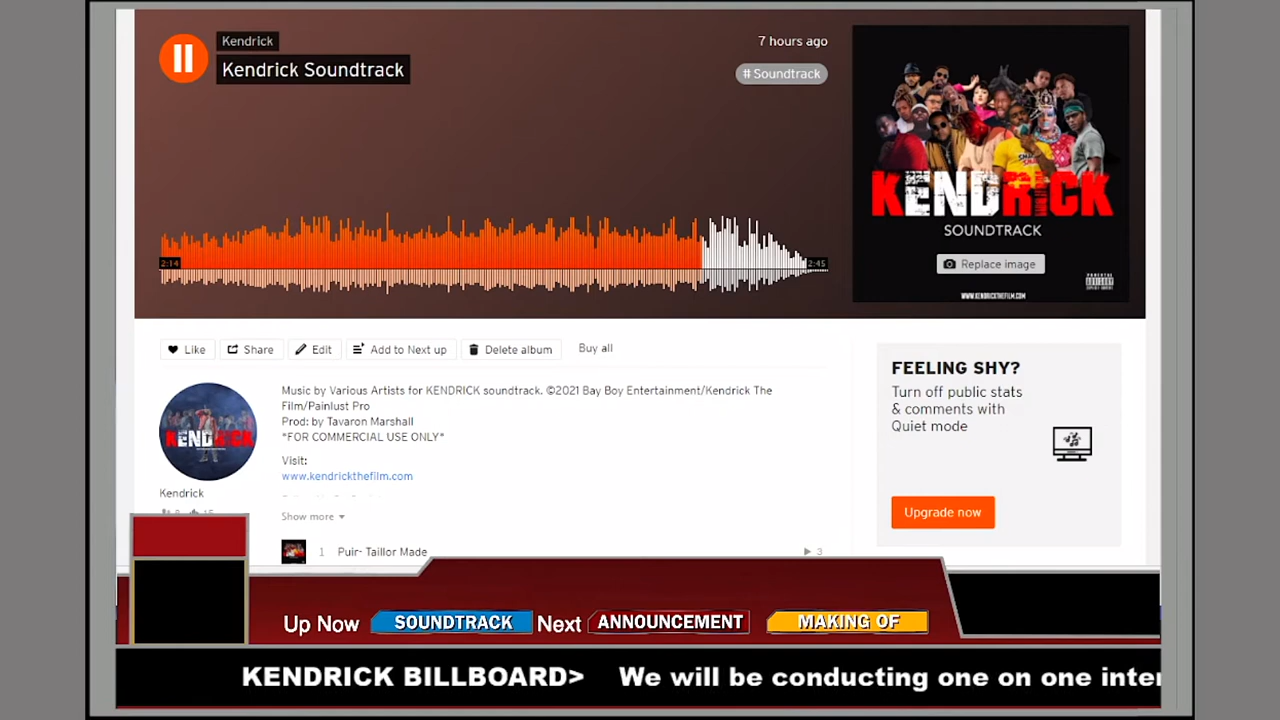 Kendrick
Kendrick Soundtrack
7 hours ago
# Soundtrack
2:14
2:45
KENDRICK
SOUNDTRACK
Replace image
PARENTAL
ADVISORY
WWW.KENDRICKTHEFILM.COM
Like
Share
Edit
Add to Next up
Delete album
Buy all
KENDRICK
Kendrick
Music by Various Artists for KENDRICK soundtrack. ©2021 Bay Boy Entertainment/Kendrick The
Film/Painlust Pro
Prod: by Tavaron Marshall
*FOR COMMERCIAL USE ONLY*
Visit:
www.kendrickthefilm.com
Show more
1 Puir- Taillor Made
3
FEELING SHY?
Turn off public stats
& comments with
Quiet mode
Upgrade now
Up Now SOUNDTRACK Next ANNOUNCEMENT MAKING OF
KENDRICK BILLBOARD> We will be conducting one on one inter